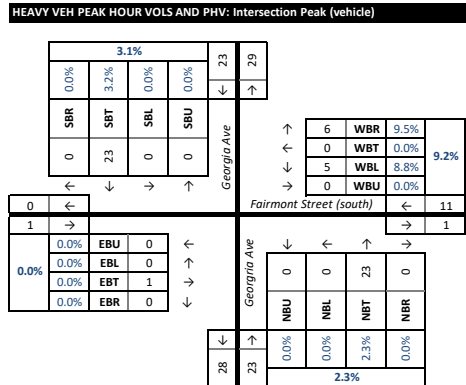 HEAVY VEH PEAK HOUR VOLS AND PHV: Intersection Peak (vehicle)
3.1%
23 29
0.0% 3.2% 0.0% 0.0%
↓ ↑
SBR SBT SBL SBU
Georgia Ave
0 23 0 0
← ↓ → ↑
↑ 6 WBR 9.5%
← 0 WBT 0.0%
9.2%
↓ 5 WBL 8.8%
→ 0 WBU 0.0%
0 ← Fairmont Street (south) ← 11
1 → → 1
0.0% EBU 0 ←
0.0% EBL 0 ↑
0.0%
0.0% EBT 1 →
0.0% EBR 0 ↓
Georgria Ave
↓ ← ↑ →
0 0 23 0
NBU NBL NBT NBR
0.0% 0.0% 2.3% 0.0%
↓ ↑
28 23
2.3%